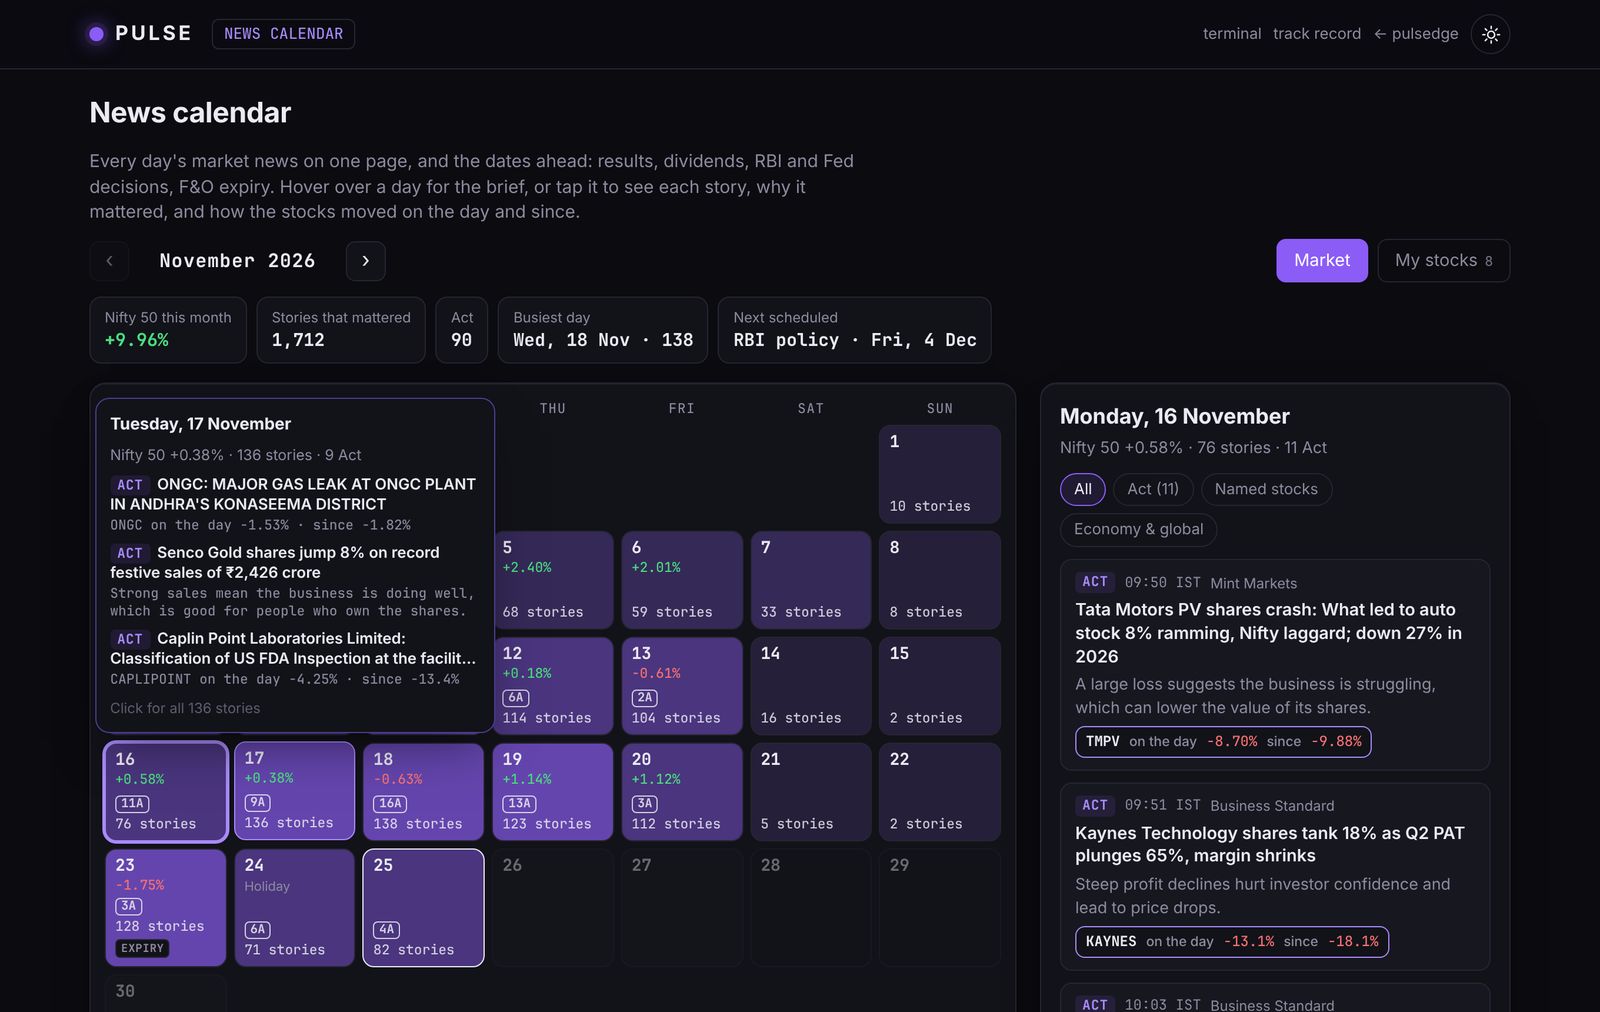 PULSE
NEWS CALENDAR
terminal track record ← pulsedge
News calendar
Every day's market news on one page, and the dates ahead: results, dividends, RBI and Fed
decisions, F&O expiry. Hover over a day for the brief, or tap it to see each story, why it
mattered, and how the stocks moved on the day and since.
‹ November 2026 ›
Market
My stocks 8
Nifty 50 this month
+9.96%
Stories that mattered
1,712
Act
90
Busiest day
Wed, 18 Nov · 138
Next scheduled
RBI policy · Fri, 4 Dec
Tuesday, 17 November
Nifty 50 +0.38% · 136 stories · 9 Act
ACT ONGC: MAJOR GAS LEAK AT ONGC PLANT
IN ANDHRA'S KONASEEMA DISTRICT
ONGC on the day -1.53% · since -1.82%
ACT Senco Gold shares jump 8% on record
festive sales of ₹2,426 crore
Strong sales mean the business is doing well,
which is good for people who own the shares.
ACT Caplin Point Laboratories Limited:
Classification of US FDA Inspection at the facilit…
CAPLIPOINT on the day -4.25% · since -13.4%
Click for all 136 stories
THU FRI SAT SUN
1
10 stories
5
+2.40%
68 stories
6
+2.01%
59 stories
7
33 stories
8
8 stories
12
+0.18%
6A
114 stories
13
-0.61%
2A
104 stories
14
16 stories
15
2 stories
16
+0.58%
11A
76 stories
17
+0.38%
9A
136 stories
18
-0.63%
16A
138 stories
19
+1.14%
13A
123 stories
20
+1.12%
3A
112 stories
21
5 stories
22
2 stories
23
-1.75%
3A
128 stories
EXPIRY
24
Holiday
6A
71 stories
25
4A
82 stories
26
27
28
29
30
Monday, 16 November
Nifty 50 +0.58% · 76 stories · 11 Act
All
Act (11)
Named stocks
Economy & global
ACT 09:50 IST Mint Markets
Tata Motors PV shares crash: What led to auto
stock 8% ramming, Nifty laggard; down 27% in
2026
A large loss suggests the business is struggling,
which can lower the value of its shares.
TMPV on the day -8.70% since -9.88%
ACT 09:51 IST Business Standard
Kaynes Technology shares tank 18% as Q2 PAT
plunges 65%, margin shrinks
Steep profit declines hurt investor confidence and
lead to price drops.
KAYNES on the day -13.1% since -18.1%
ACT 10:03 IST Business Standard